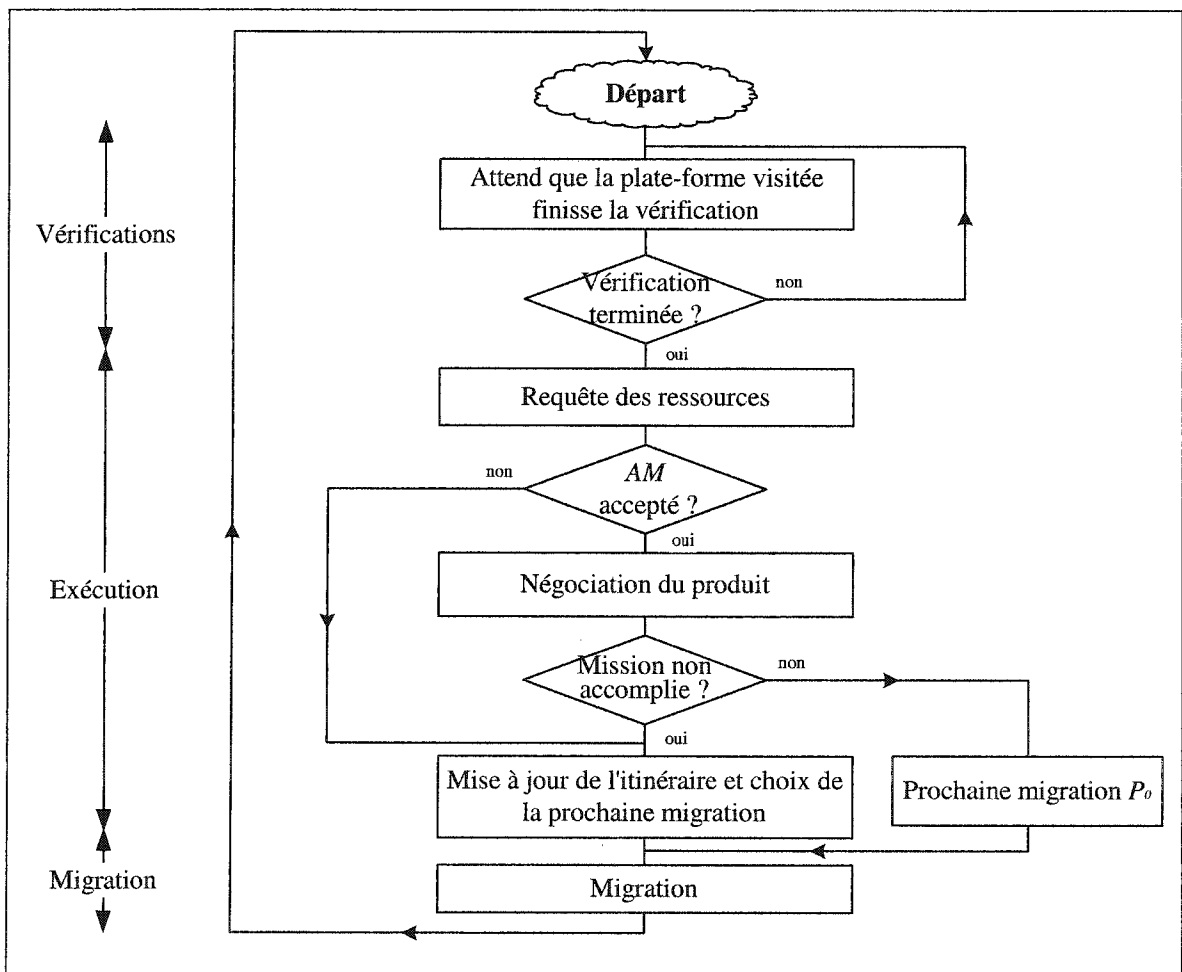 Départ
Attend que la plate-forme visitée
finisse la vérification
Vérifications
Vérification
terminée ?
non
oui
Requête des ressources
AM
accepté ?
non
oui
Exécution
Négociation du produit
Mission non
accomplie ?
non
oui
Mise à jour de l'itinéraire et choix de
la prochaine migration
Prochaine migration P0
Migration
Migration